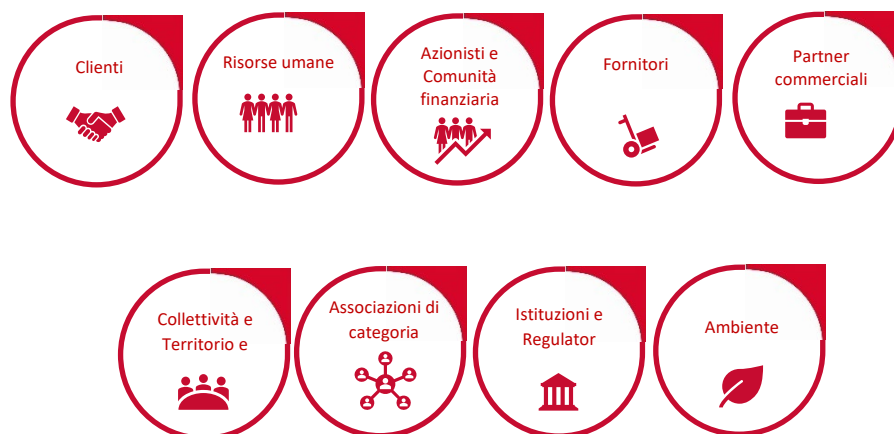 Clienti
Risorse umane
Azionisti e
Comunità
finanziaria
Fornitori
Partner
commerciali
Collettività e
Territorio e
Associazioni di
categoria
Istituzioni e
Regulator
Ambiente